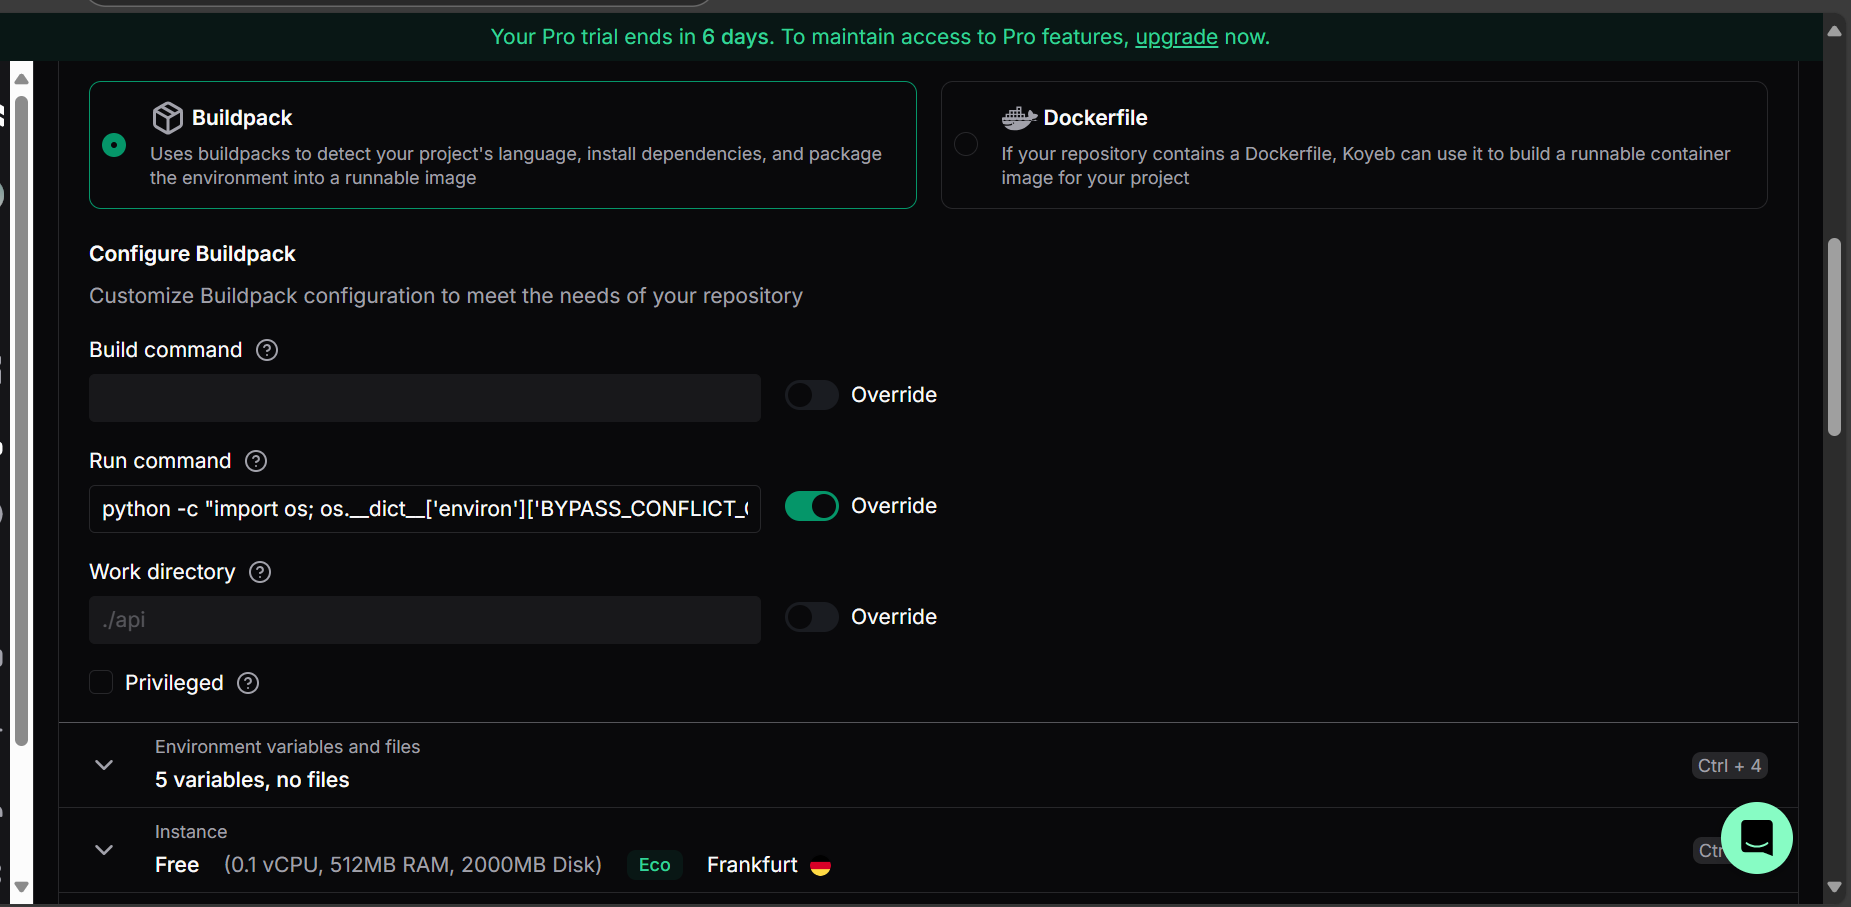 Your Pro trial ends in 6 days. To maintain access to Pro features, upgrade now.
Buildpack
Uses buildpacks to detect your project's language, install dependencies, and package
the environment into a runnable image
Dockerfile
If your repository contains a Dockerfile, Koyeb can use it to build a runnable container
image for your project
Configure Buildpack
Customize Buildpack configuration to meet the needs of your repository
Build command
Override
Run command
python -c "import os; os.__dict__['environ']['BYPASS_CONFLICT_
Override
Work directory
./api
Override
Privileged
Environment variables and files
5 variables, no files
Ctrl + 4
Instance
Free (0.1 vCPU, 512MB RAM, 2000MB Disk) Eco Frankfurt